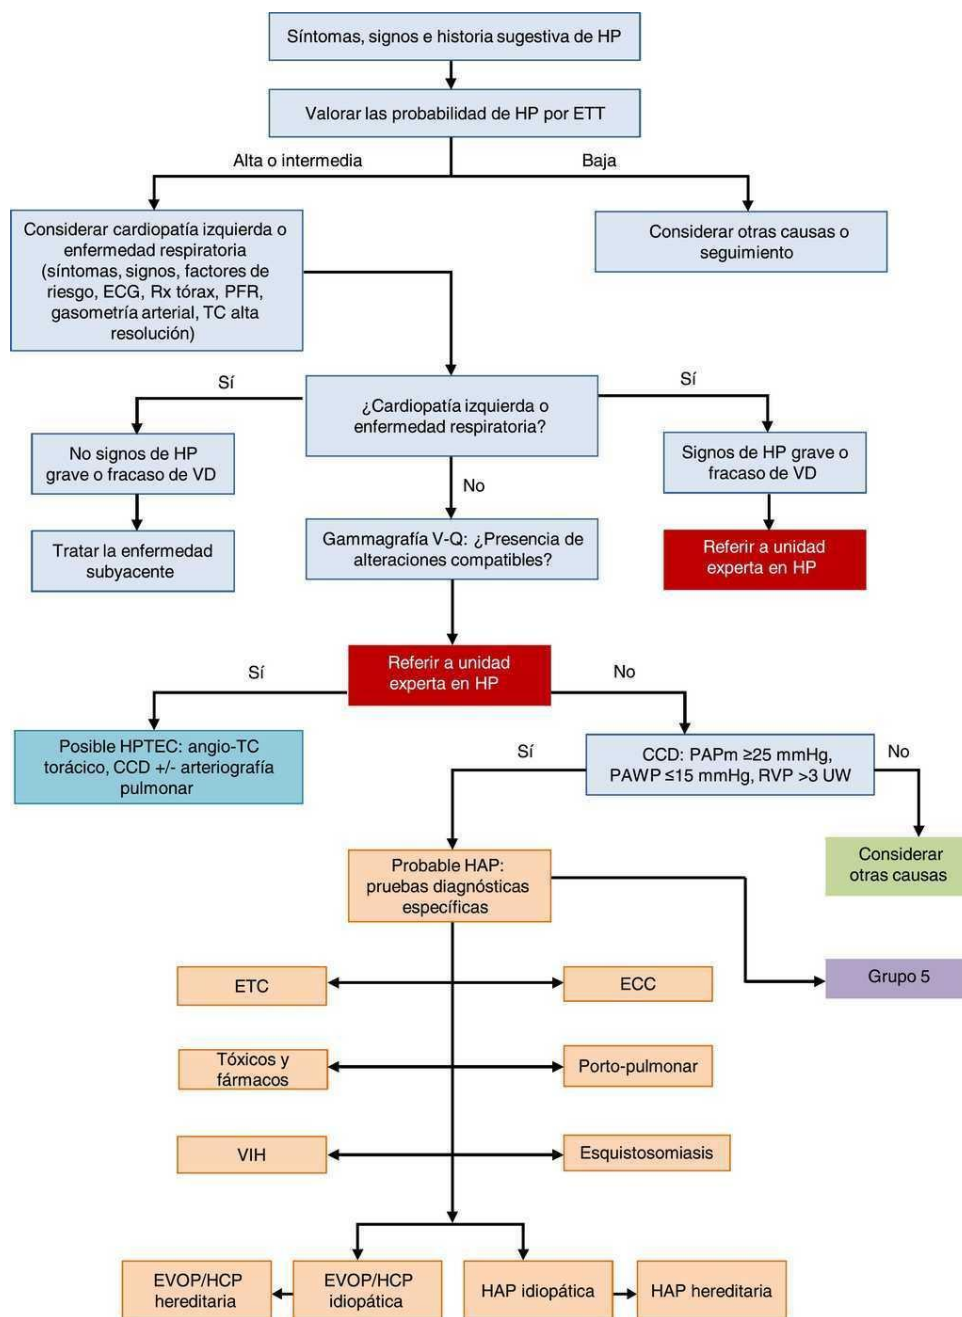 Síntomas, signos e historia sugestiva de HP
Valorar las probabilidad de HP por ETT
Alta o intermedia
Baja
Considerar cardiopatía izquierda o
enfermedad respiratoria
(síntomas, signos, factores de
riesgo, ECG, Rx tórax, PFR,
gasometría arterial, TC alta
resolución)
Considerar otras causas o
seguimiento
Sí
¿Cardiopatía izquierda o
enfermedad respiratoria?
Sí
No signos de HP
grave o fracaso de VD
Signos de HP grave o
fracaso de VD
No
Tratar la enfermedad
subyacente
Gammagrafía V-Q: ¿Presencia de
alteraciones compatibles?
Referir a unidad
experta en HP
Sí
Referir a unidad
experta en HP
No
Posible HPTEC: angio-TC
torácico, CCD +/- arteriografía
pulmonar
Sí
CCD: PAPm ≥25 mmHg,
PAWP ≤15 mmHg, RVP >3 UW
No
Probable HAP:
pruebas diagnósticas
específicas
Considerar
otras causas
Grupo 5
ETC
ECC
Tóxicos y
fármacos
Porto-pulmonar
VIH
Esquistosomiasis
EVOP/HCP
hereditaria
EVOP/HCP
idiopática
HAP idiopática
HAP hereditaria